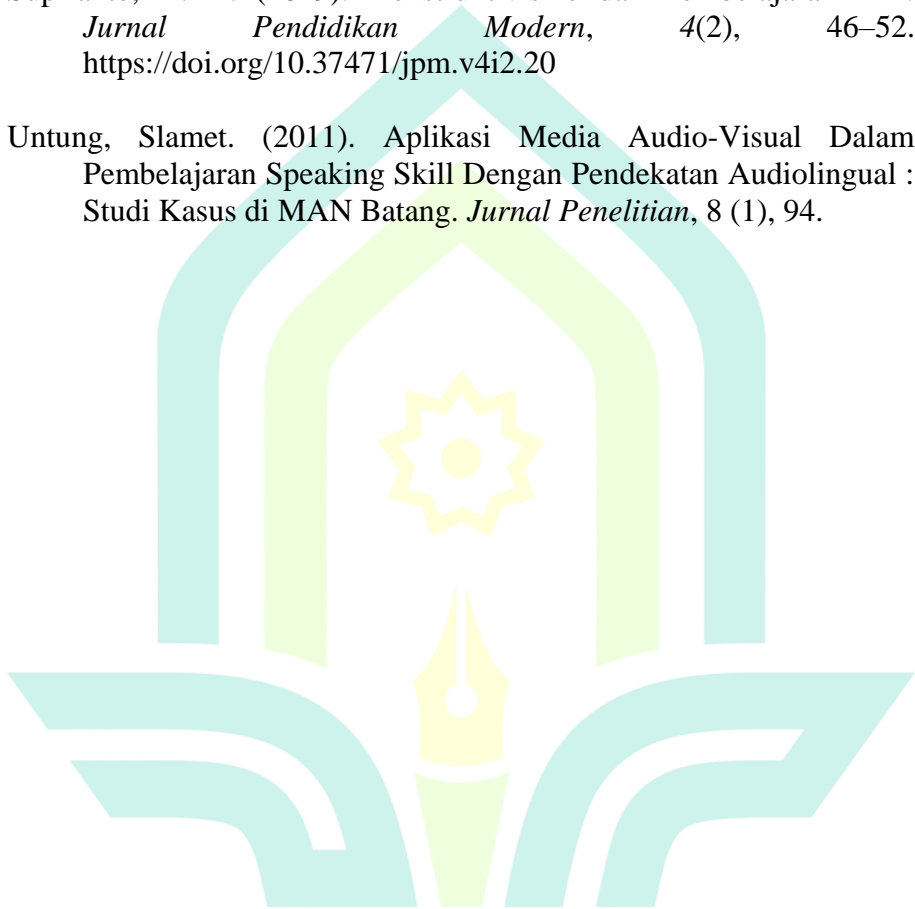 Jurnal Pendidikan Modern, 4(2), 46–52.
https://doi.org/10.37471/jpm.v4i2.20
Untung, Slamet. (2011). Aplikasi Media Audio-Visual Dalam
Pembelajaran Speaking Skill Dengan Pendekatan Audiolingual :
Studi Kasus di MAN Batang. Jurnal Penelitian, 8 (1), 94.